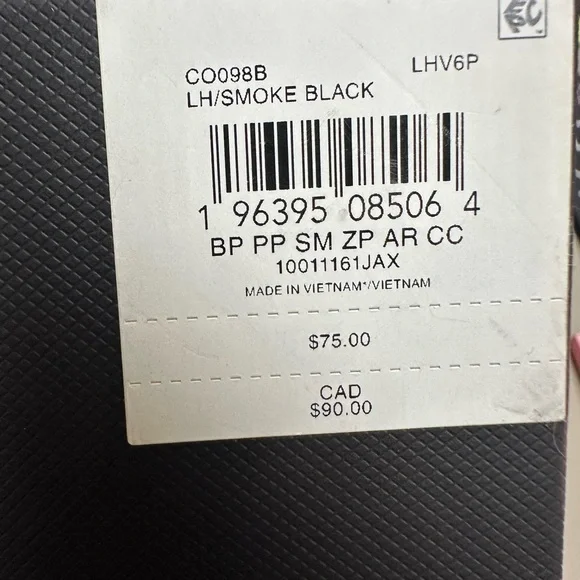 CO098B LHV6P
LH/SMOKE BLACK
1 96395 08506 4
BP PP SM ZP AR CC
10011161JAX
MADE IN VIETNAM*/VIETNAM
$75.00
CAD
$90.00